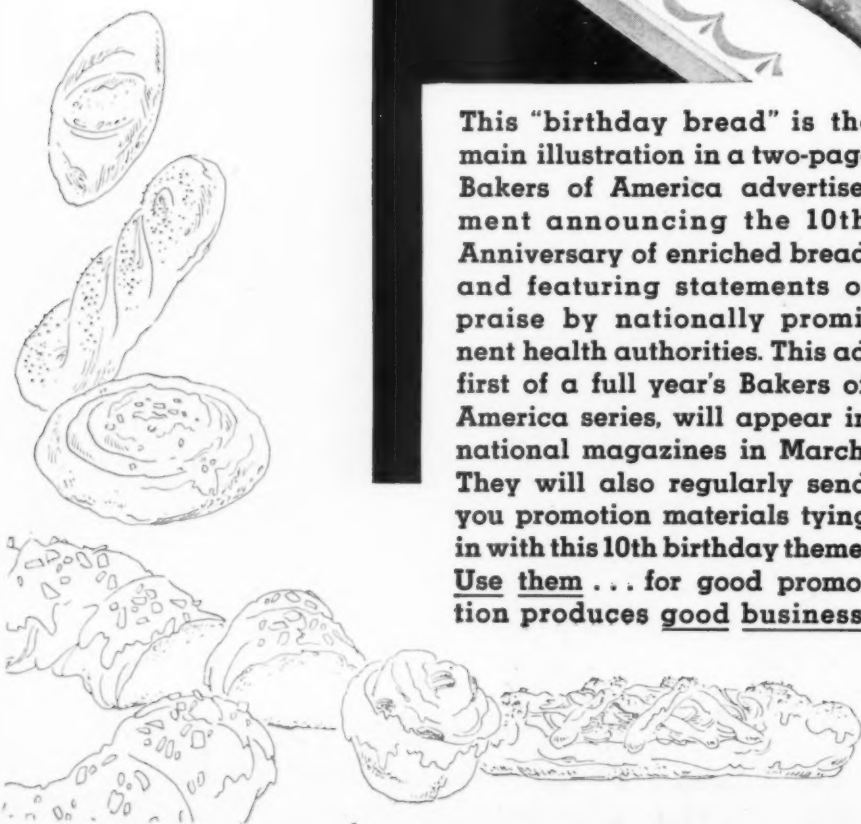 This “birthday bread” is th
main illustration in a two-pag
Bakers of America advertise
ment announcing the 10th
Anniversary of enriched bread
and featuring statements o
praise by nationally promi
nent health authorities. This ad
first of a full year's Bakers of
America series, will appear in
national magazines in March
They will also regularly send
you promotion materials tying
in with this 10th birthday theme
Use them . . . for good promo
tion produces good business